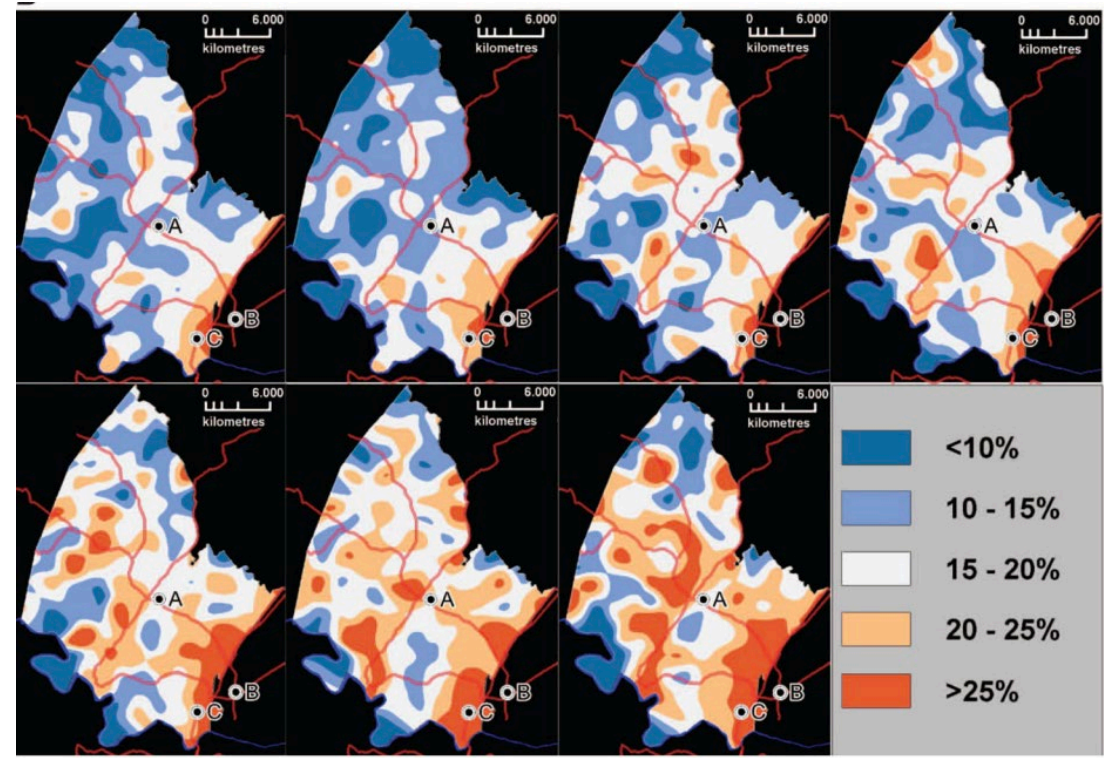 0 6.000
kilometres
A
B
C
0 6.000
kilometres
A
B
C
0 6.000
kilometres
A
B
C
0 6.000
kilometres
A
B
C
0 6.000
kilometres
A
B
C
0 6.000
kilometres
A
B
C
0 6.000
kilometres
A
B
C
<10%
10 - 15%
15 - 20%
20 - 25%
>25%